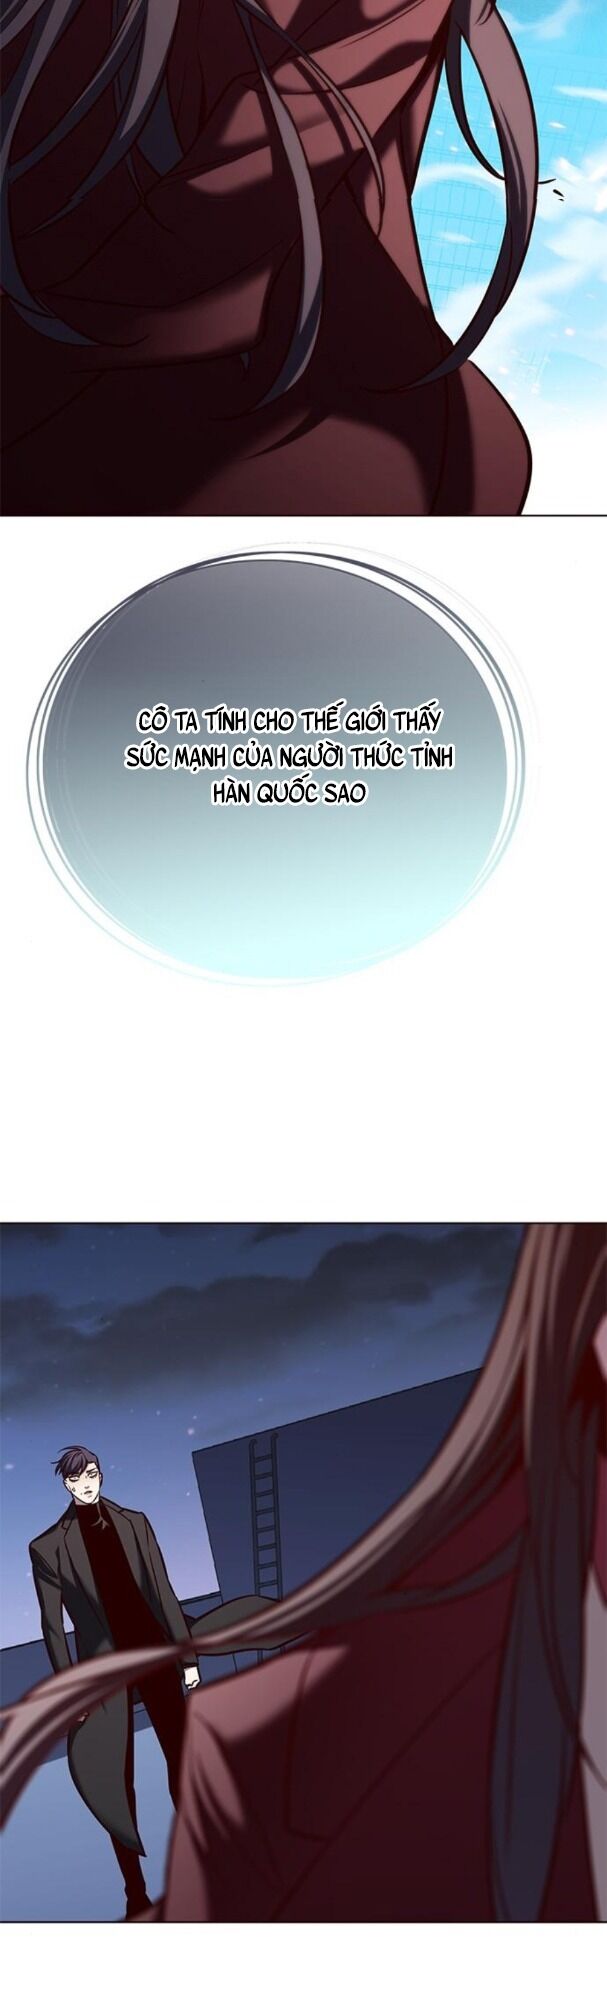 CÔ TA TÍNH CHO THẾ GIỚI THẤY
SỨC MẠNH CỦA NGƯỜI THỨC TỈNH
HÀN QUỐC SAO